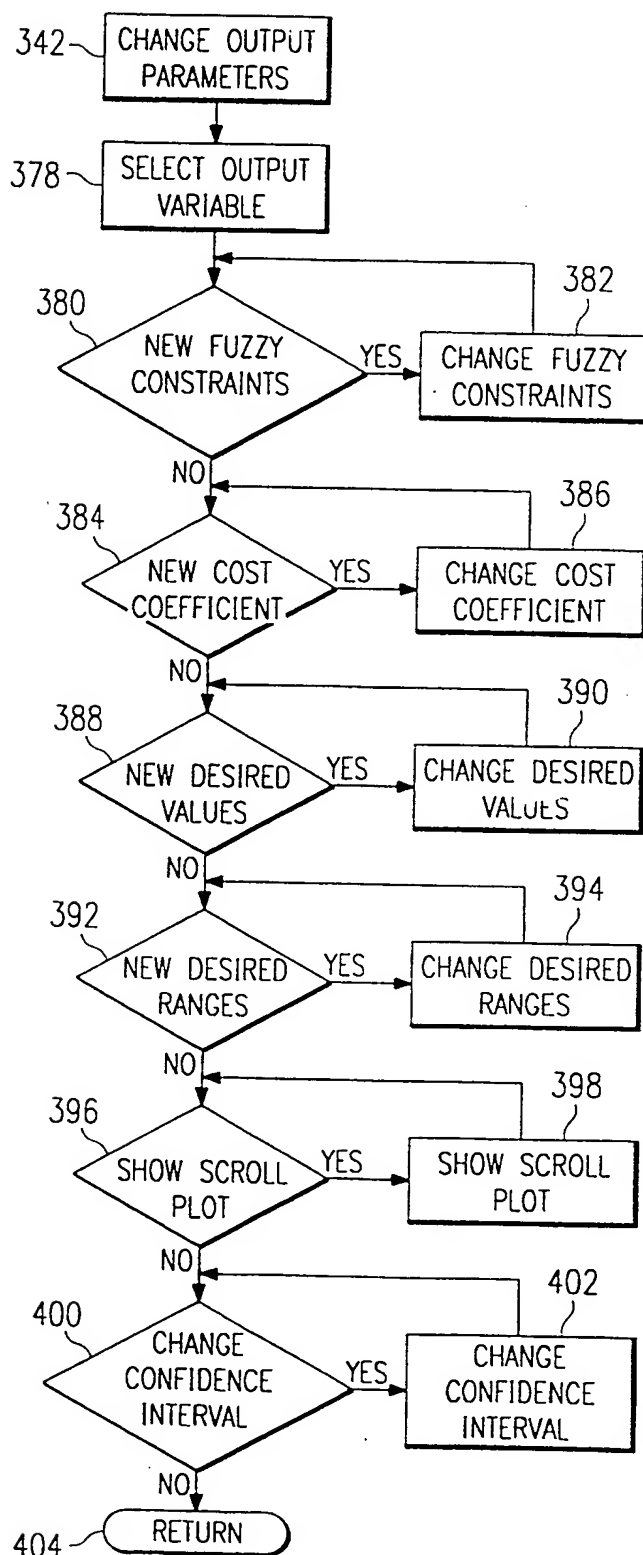 342
CHANGE OUTPUT
PARAMETERS
378
SELECT OUTPUT
VARIABLE
380
NEW FUZZY
CONSTRAINTS
YES
382
CHANGE FUZZY
CONSTRAINTS
NO
384
NEW COST
COEFFICIENT
YES
386
CHANGE COST
COEFFICIENT
NO
388
NEW DESIRED
VALUES
YES
390
CHANGE DESIRED
VALUES
NO
392
NEW DESIRED
RANGES
YES
394
CHANGE DESIRED
RANGES
NO
396
SHOW SCROLL
PLOT
YES
398
SHOW SCROLL
PLOT
NO
400
CHANGE
CONFIDENCE
INTERVAL
YES
402
CHANGE
CONFIDENCE
INTERVAL
NO
404
RETURN